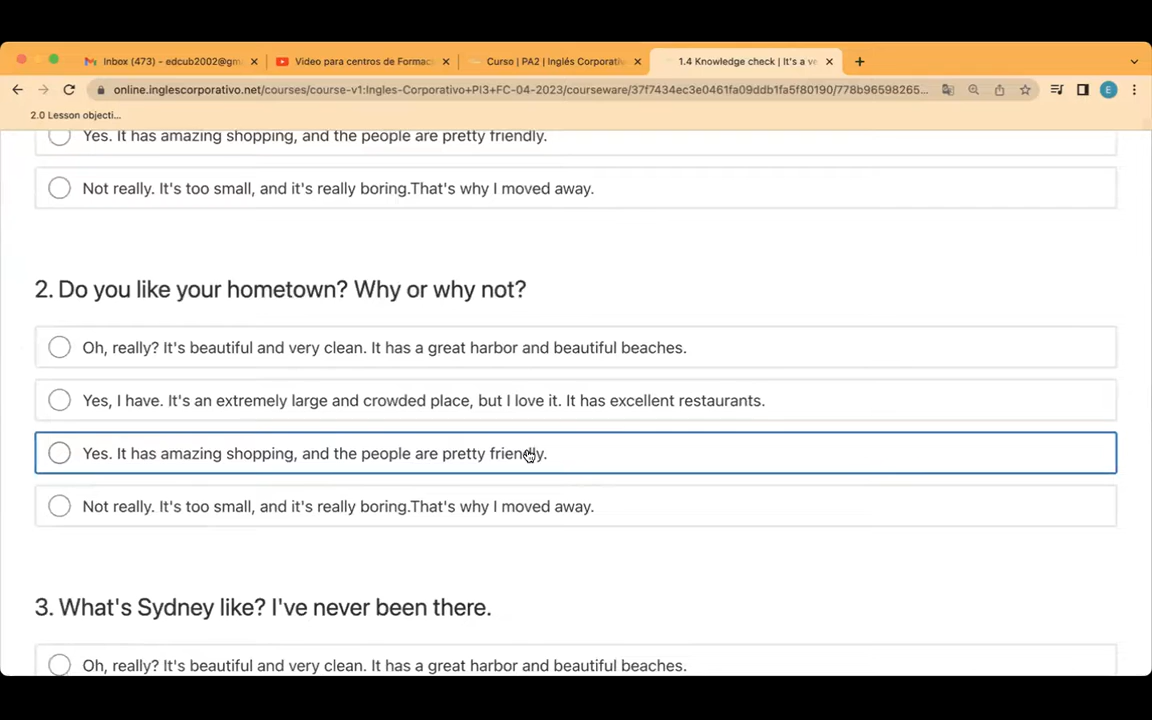 Inbox (473) - edcub2002@gm
Video para centros de Formac
Curso | PA2 | Inglés Corporati
1.4 Knowledge check | It's a ve
online.inglescorporativo.net/courses/course-v1:Ingles-Corporativo+PI3+FC-04-2023/courseware/37f7434ec3e0461fa09ddb1fa5f80190/778b96598265...
E
2.0 Lesson objecti...
Yes. It has amazing shopping, and the people are pretty friendly.
Not really. It's too small, and it's really boring.That's why I moved away.
2. Do you like your hometown? Why or why not?
Oh, really? It's beautiful and very clean. It has a great harbor and beautiful beaches.
Yes, I have. It's an extremely large and crowded place, but I love it. It has excellent restaurants.
Yes. It has amazing shopping, and the people are pretty friendly.
Not really. It's too small, and it's really boring.That's why I moved away.
3. What's Sydney like? I've never been there.
Oh, really? It's beautiful and very clean. It has a great harbor and beautiful beaches.